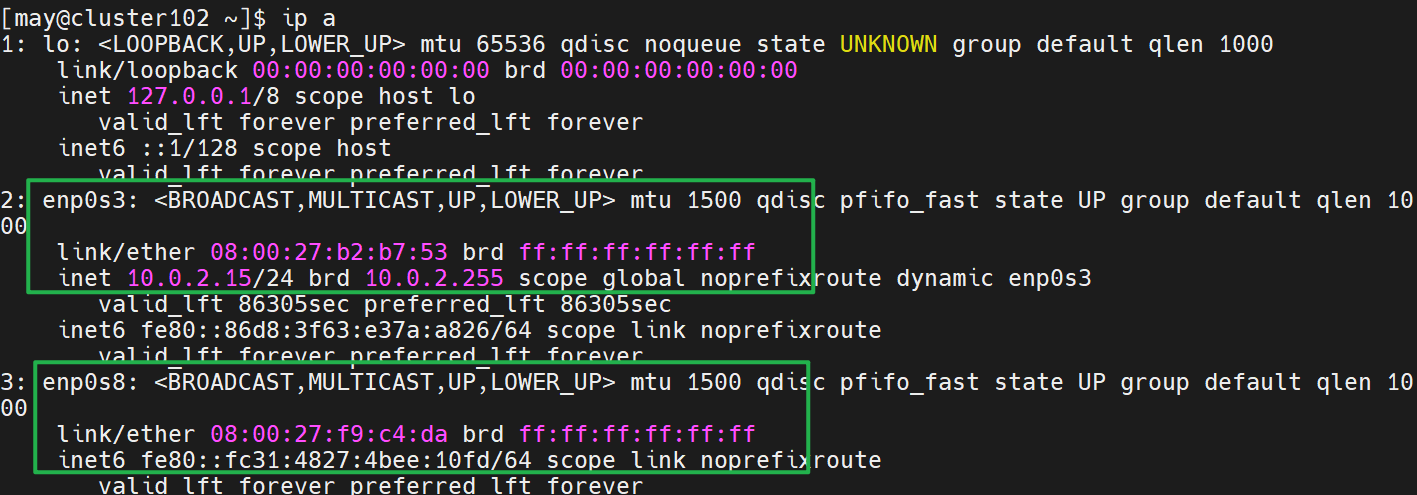 [may@cluster102 ~]$ ip a
1: lo: <LOOPBACK,UP,LOWER_UP> mtu 65536 qdisc noqueue state UNKNOWN group default qlen 1000
    link/loopback 00:00:00:00:00:00 brd 00:00:00:00:00:00
    inet 127.0.0.1/8 scope host lo
       valid_lft forever preferred_lft forever
    inet6 ::1/128 scope host
       valid_lft forever preferred_lft forever
2: enp0s3: <BROADCAST,MULTICAST,UP,LOWER_UP> mtu 1500 qdisc pfifo_fast state UP group default qlen 10
00
    link/ether 08:00:27:b2:b7:53 brd ff:ff:ff:ff:ff:ff
    inet 10.0.2.15/24 brd 10.0.2.255 scope global noprefixroute dynamic enp0s3
       valid_lft 86305sec preferred_lft 86305sec
    inet6 fe80::86d8:3f63:e37a:a826/64 scope link noprefixroute
       valid_lft forever preferred_lft forever
3: enp0s8: <BROADCAST,MULTICAST,UP,LOWER_UP> mtu 1500 qdisc pfifo_fast state UP group default qlen 10
00
    link/ether 08:00:27:f9:c4:da brd ff:ff:ff:ff:ff:ff
    inet6 fe80::fc31:4827:4bee:10fd/64 scope link noprefixroute
       valid_lft forever preferred_lft forever